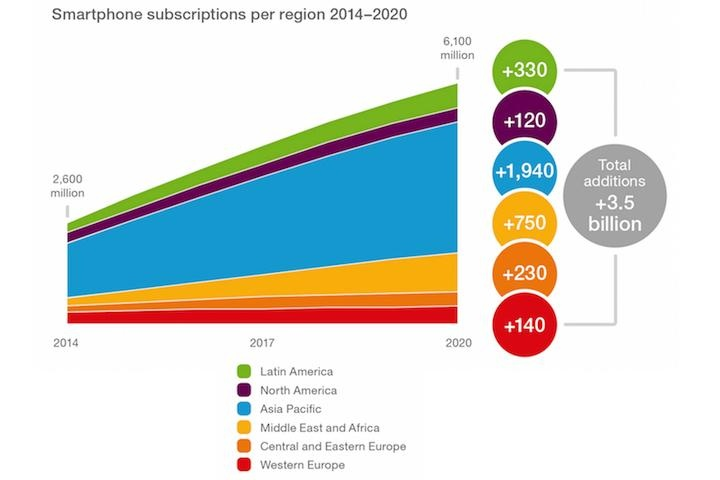 Smartphone subscriptions per region 2014–2020
6,100
million
2,600
million
+330
+120
+1,940
+750
+230
+140
Total
additions
+3.5
billion
2014
2017
2020
Latin America
North America
Asia Pacific
Middle East and Africa
Central and Eastern Europe
Western Europe